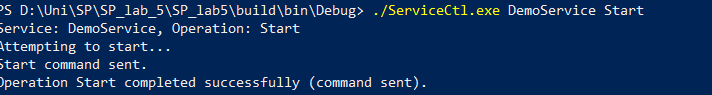 PS D:\Uni\SP\SP_lab_5\SP_lab5\build\bin\Debug> ./ServiceCtl.exe DemoService Start
Service: DemoService, Operation: Start
Attempting to start...
Start command sent.
Operation Start completed successfully (command sent).